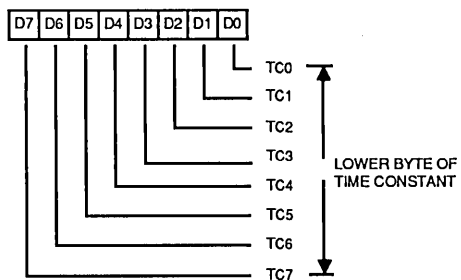 D7 D6 D5 D4 D3 D2 D1 D0
TC0
TC1
TC2
TC3
LOWER BYTE OF
TIME CONSTANT
TC4
TC5
TC6
TC7